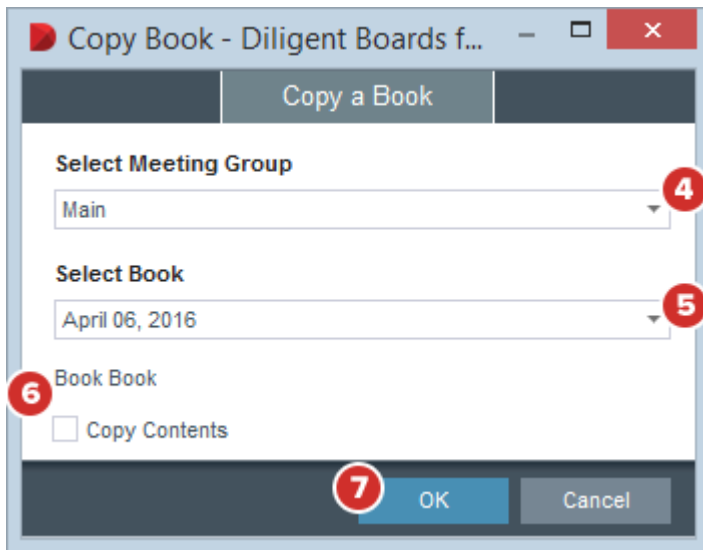 Copy Book - Diligent Boards f...
Copy a Book
Select Meeting Group
Main
4
Select Book
April 06, 2016
5
Book Book
6
Copy Contents
7
OK Cancel